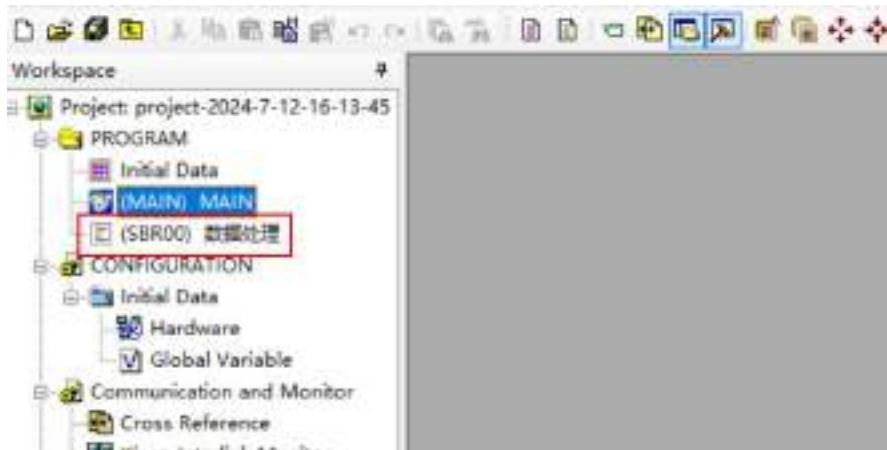 Workspace
Project: project-2024-7-12-16-13-45
PROGRAM
Initial Data
(MAIN) MAIN
(SBR00) 数据处理
CONFIGURATION
Initial Data
Hardware
Global Variable
Communication and Monitor
Cross Reference